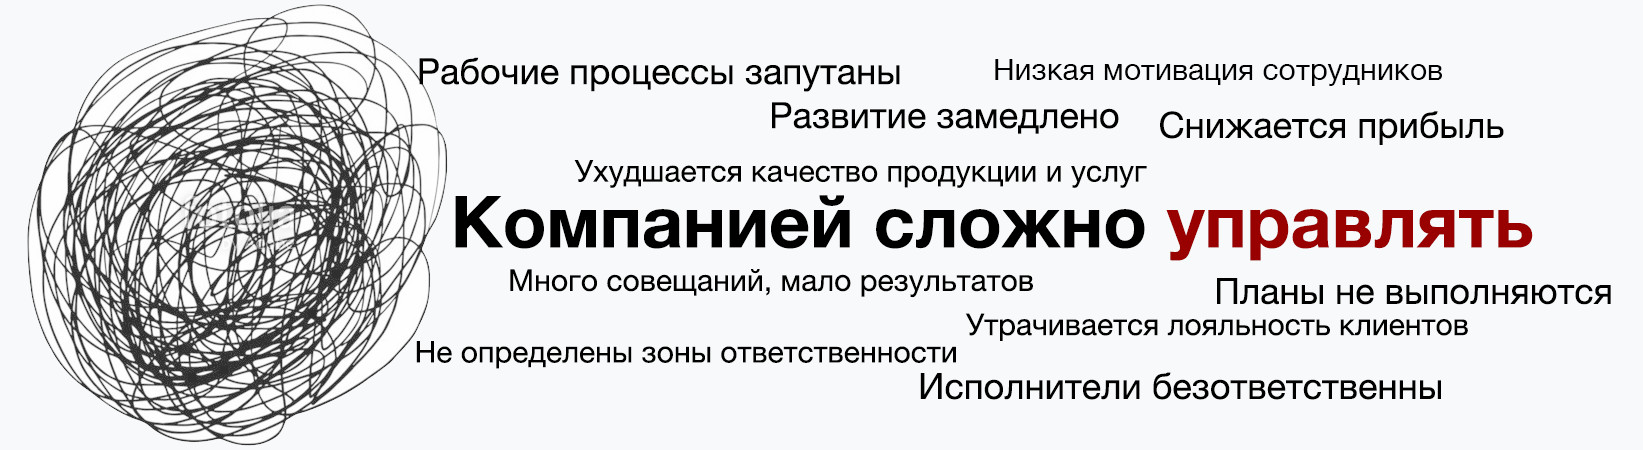 Рабочие процессы запутаны
Низкая мотивация сотрудников
Развитие замедлено
Снижается прибыль
Ухудшается качество продукции и услуг
Компанией сложно управлять
Много совещаний, мало результатов
Планы не выполняются
Утрачивается лояльность клиентов
Не определены зоны ответственности
Исполнители безответственны